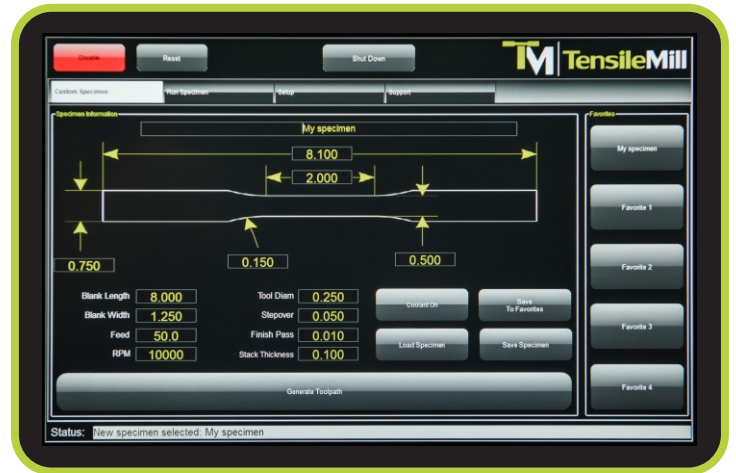 Disable
Reset
Shut Down
TM TensileMill
Custom Specimen
Run Specimen
Setup
Support
Specimen Information
Favorites
My specimen
8.100
2.000
0.750
0.150
0.500
Blank Length 8.000
Blank Width 1.250
Feed 50.0
RPM 10000
Tool Diam 0.250
Stepover 0.050
Finish Pass 0.010
Stack Thickness 0.100
Coolant On
Save
To Favorites
Load Specimen
Save Specimen
Generate Toolpath
My specimen
Favorite 1
Favorite 2
Favorite 3
Favorite 4
Status: New specimen selected: My specimen